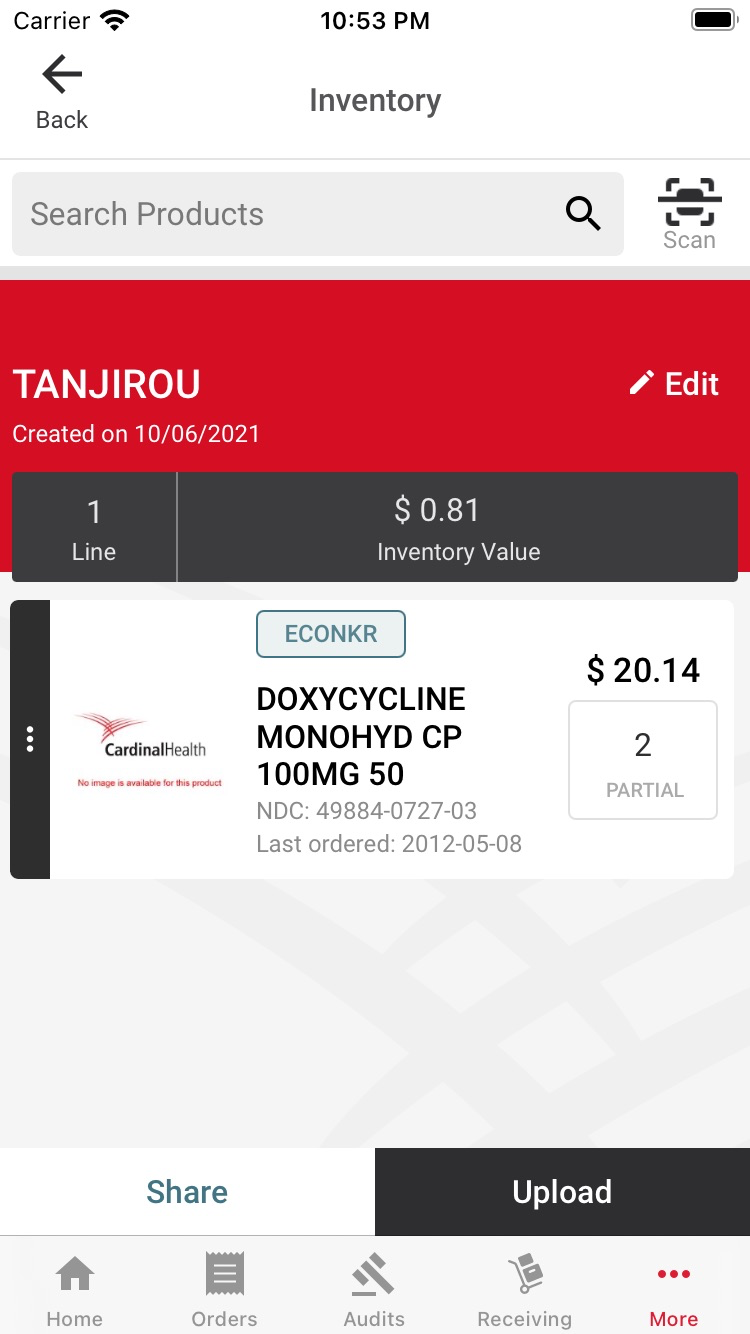 Carrier 10:53 PM
Back
Inventory
Search Products
Scan
TANJIROU
Edit
Created on 10/06/2021
1
Line
$ 0.81
Inventory Value
ECONKR
DOXYCYCLINE
MONOHYD CP
100MG 50
NDC: 49884-0727-03
Last ordered: 2012-05-08
$ 20.14
2
PARTIAL
CardinalHealth
No image is available for this product
Share
Upload
Home
Orders
Audits
Receiving
More